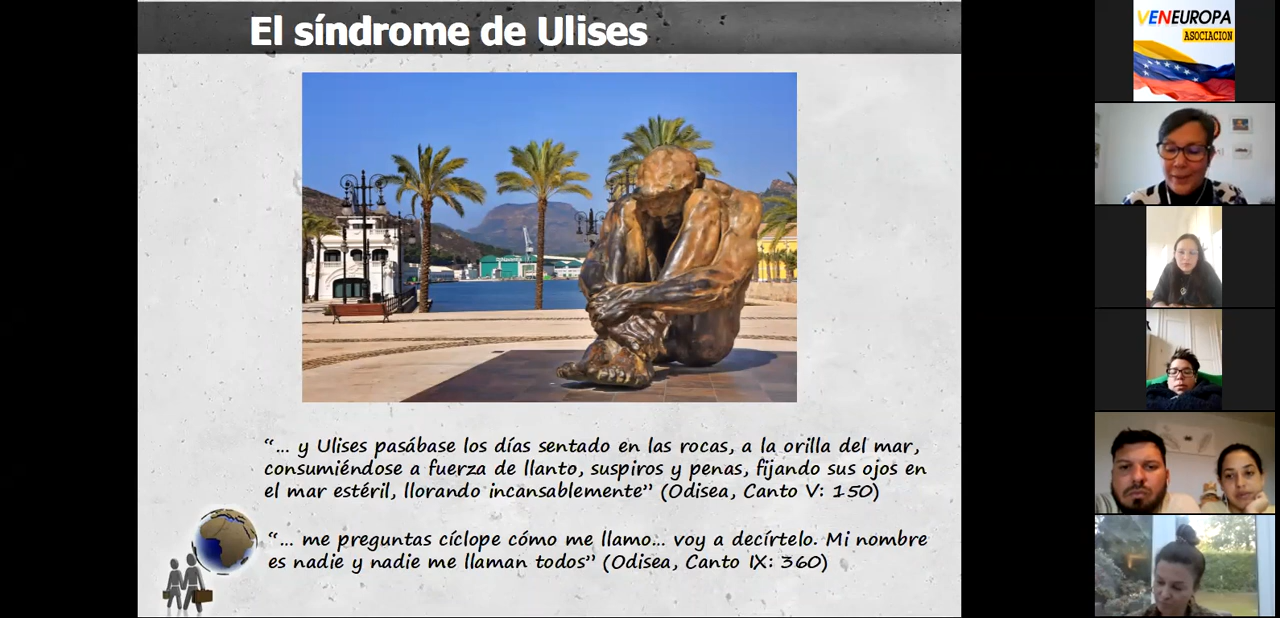 El síndrome de Ulises
“... y Ulises pasábase los días sentado en las rocas, a la orilla del mar,
consumiéndose a fuerza de llanto, suspiros y penas, fijando sus ojos en
el mar estéril, llorando incansablemente” (Odisea, Canto V: 150)
“... me preguntas cíclope cómo me llamo... voy a decírtelo. Mi nombre
es nadie y nadie me llaman todos” (Odisea, Canto IX: 360)
VENEUROPA
ASOCIACION